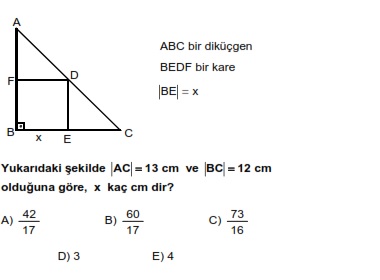 A
ABC bir diküçgen
BEDF bir kare
|BE| = x
F
D
B
x
E
C
Yukarıdaki şekilde |AC| = 13 cm ve |BC| = 12 cm
olduğuna göre, x kaç cm dir?
A) 42/17 B) 60/17 C) 73/16
D) 3 E) 4